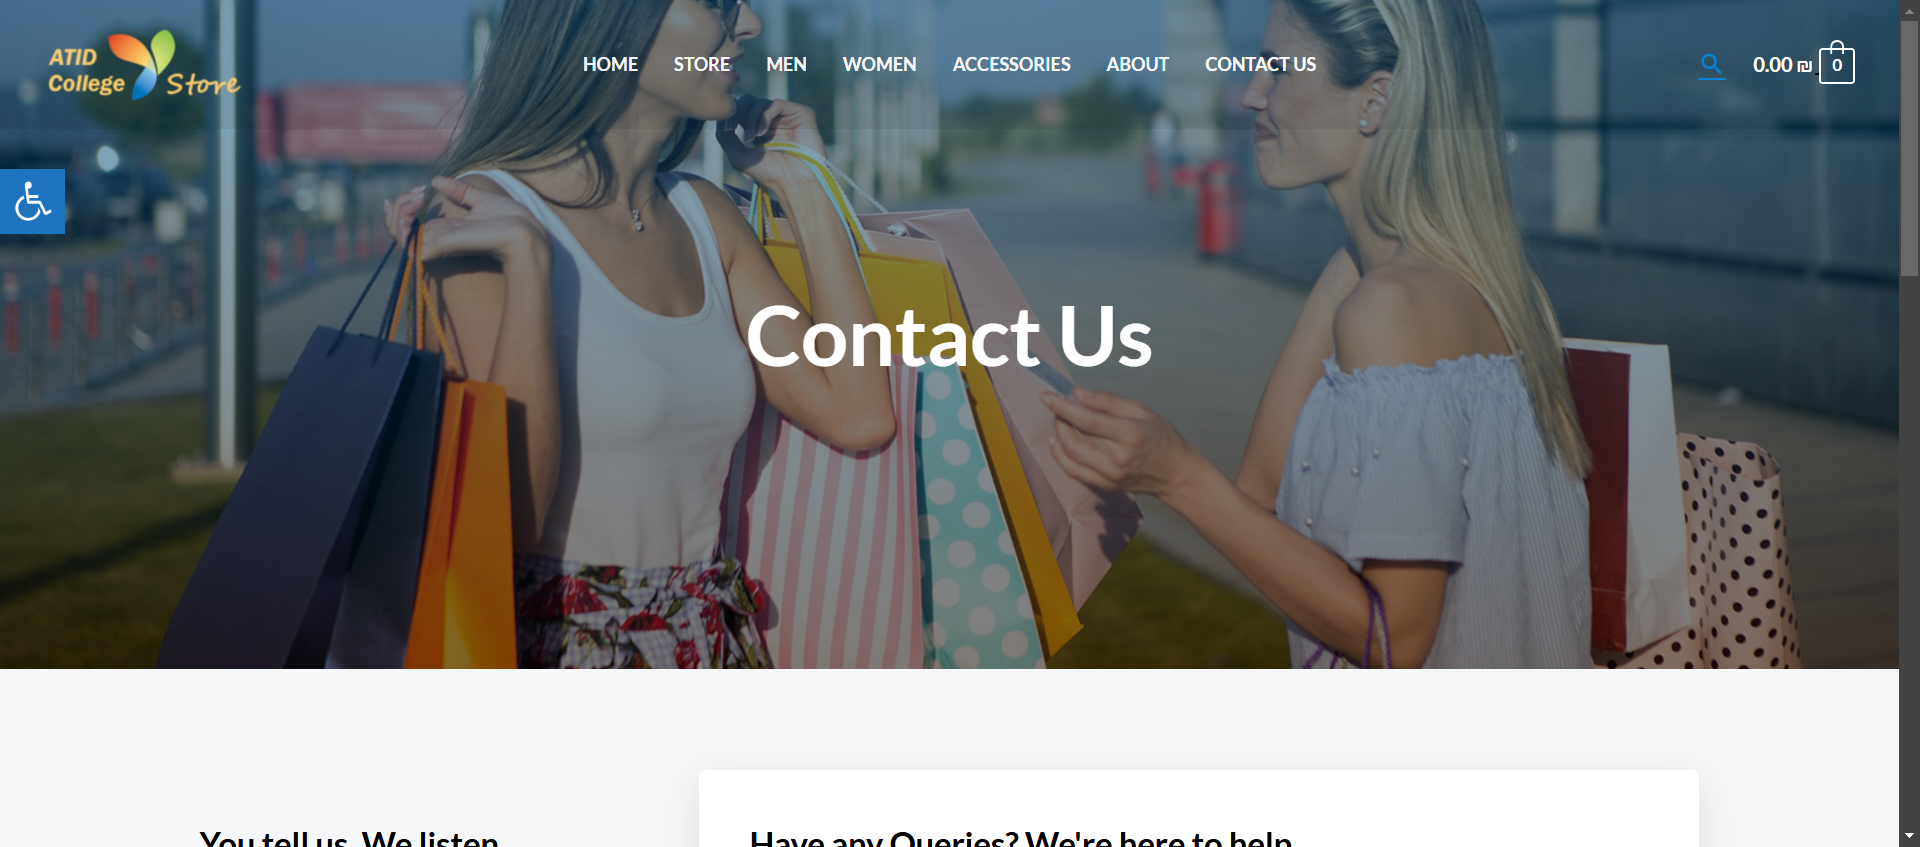 ATID
College Store
HOME STORE MEN WOMEN ACCESSORIES ABOUT CONTACT US
0.00 ₪ 0
Contact Us
You tell us. We listen.
Have any Queries? We're here to help.